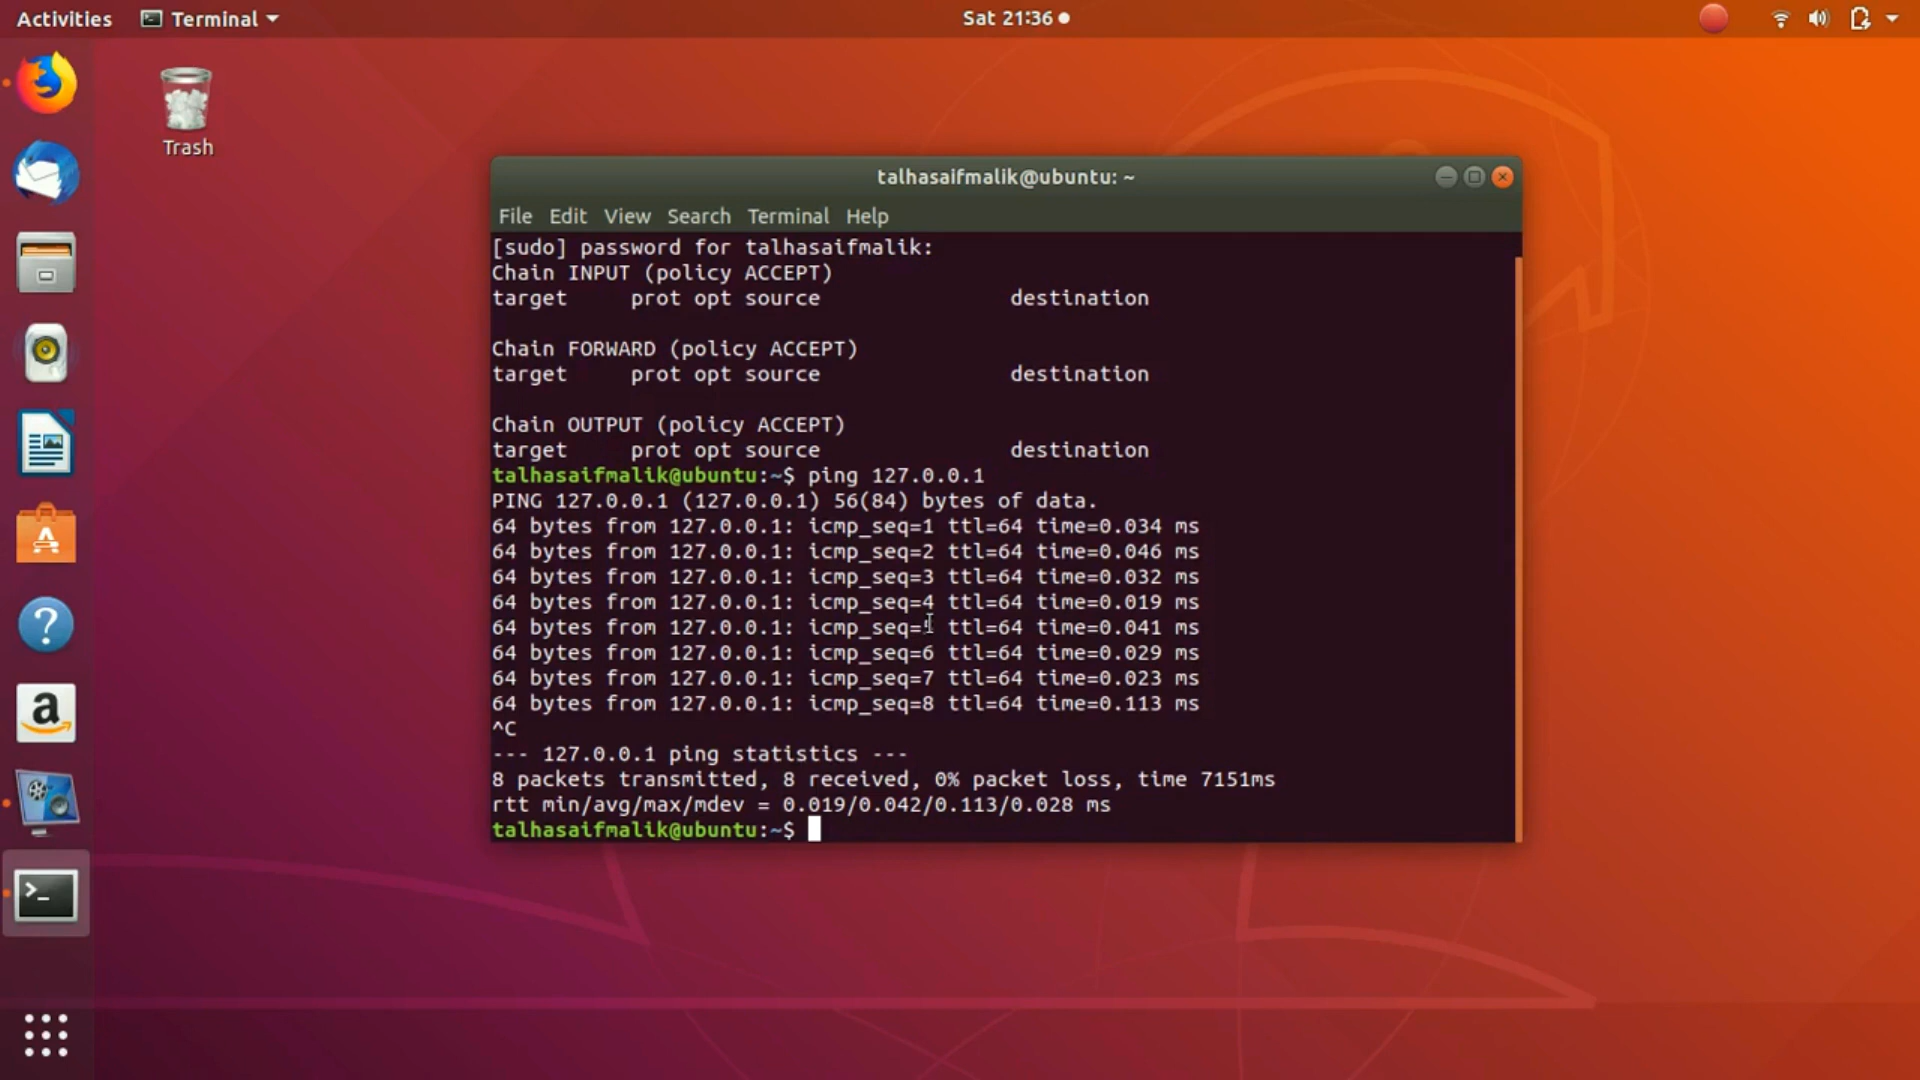 Activities Terminal Sat 21:36
Trash
talhasaifmalik@ubuntu: ~
File Edit View Search Terminal Help
[sudo] password for talhasaifmalik:
Chain INPUT (policy ACCEPT)
target     prot opt source               destination

Chain FORWARD (policy ACCEPT)
target     prot opt source               destination

Chain OUTPUT (policy ACCEPT)
target     prot opt source               destination
talhasaifmalik@ubuntu:~$ ping 127.0.0.1
PING 127.0.0.1 (127.0.0.1) 56(84) bytes of data.
64 bytes from 127.0.0.1: icmp_seq=1 ttl=64 time=0.034 ms
64 bytes from 127.0.0.1: icmp_seq=2 ttl=64 time=0.046 ms
64 bytes from 127.0.0.1: icmp_seq=3 ttl=64 time=0.032 ms
64 bytes from 127.0.0.1: icmp_seq=4 ttl=64 time=0.019 ms
64 bytes from 127.0.0.1: icmp_seq=5 ttl=64 time=0.041 ms
64 bytes from 127.0.0.1: icmp_seq=6 ttl=64 time=0.029 ms
64 bytes from 127.0.0.1: icmp_seq=7 ttl=64 time=0.023 ms
64 bytes from 127.0.0.1: icmp_seq=8 ttl=64 time=0.113 ms
^C
--- 127.0.0.1 ping statistics ---
8 packets transmitted, 8 received, 0% packet loss, time 7151ms
rtt min/avg/max/mdev = 0.019/0.042/0.113/0.028 ms
talhasaifmalik@ubuntu:~$